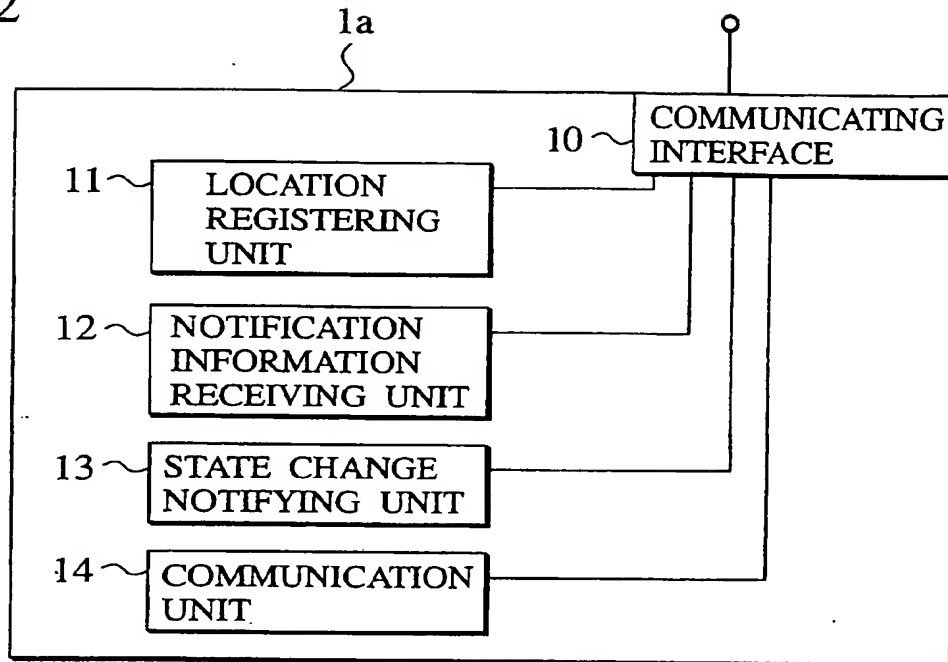 2
1a
10
COMMUNICATING
INTERFACE
11
LOCATION
REGISTERING
UNIT
12
NOTIFICATION
INFORMATION
RECEIVING UNIT
13
STATE CHANGE
NOTIFYING UNIT
14
COMMUNICATION
UNIT